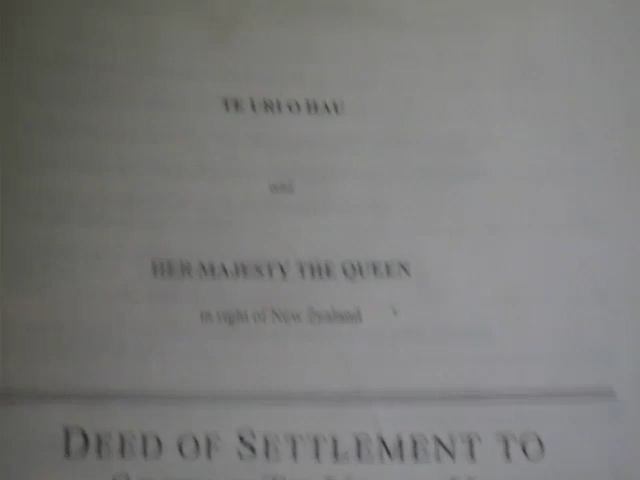 TE URI O HAU
and
HER MAJESTY THE QUEEN
in right of New Zealand
DEED OF SETTLEMENT TO